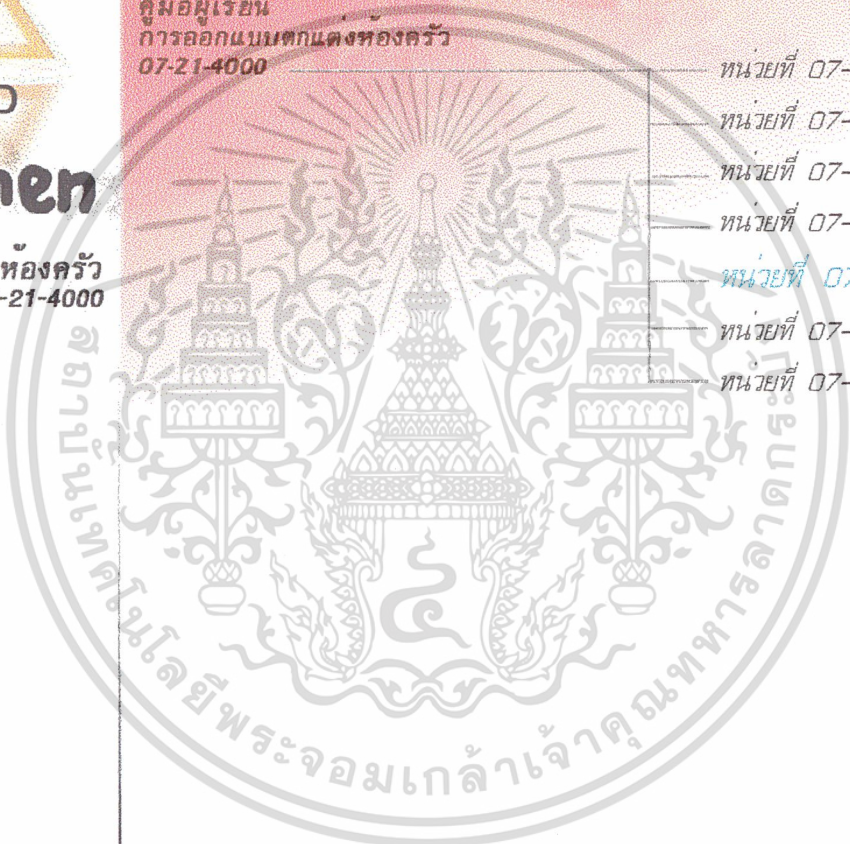 คู่มือผู้เรียน
การออกแบบตกแต่งห้องครัว
07-21-4000
หน่วยที่ 07-
หน่วยที่ 07-
หน่วยที่ 07-
หน่วยที่ 07-
หน่วยที่ 07
หน่วยที่ 07-
หน่วยที่ 07-
ห้องครัว
-21-4000
สถาบันเทคโนโลยีพระจอมเกล้าเจ้าคุณทหารลาดกระบัง